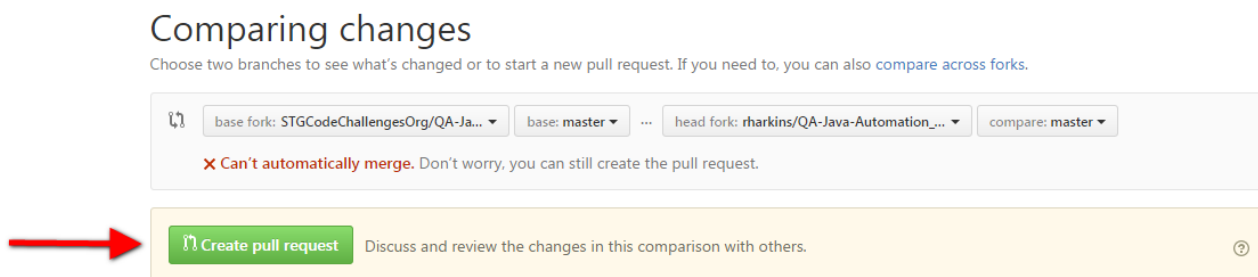 Comparing changes
Choose two branches to see what's changed or to start a new pull request. If you need to, you can also compare across forks.
base fork: STGCodeChallengesOrg/QA-Ja... base: master ... head fork: rharkins/QA-Java-Automation_... compare: master
Can't automatically merge. Don't worry, you can still create the pull request.
Create pull request Discuss and review the changes in this comparison with others. ?